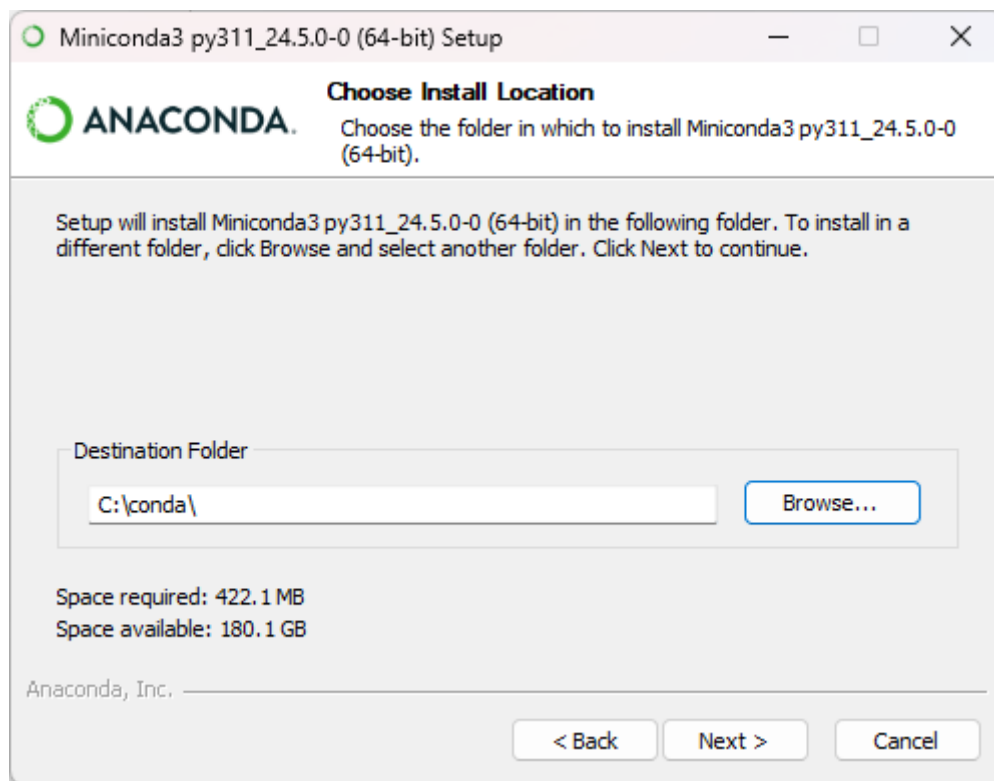 Miniconda3 py311_24.5.0-0 (64-bit) Setup
ANACONDA.
Choose Install Location
Choose the folder in which to install Miniconda3 py311_24.5.0-0
(64-bit).
Setup will install Miniconda3 py311_24.5.0-0 (64-bit) in the following folder. To install in a
different folder, click Browse and select another folder. Click Next to continue.
Destination Folder
C:\conda\
Browse...
Space required: 422.1 MB
Space available: 180.1 GB
Anaconda, Inc.
< Back
Next >
Cancel